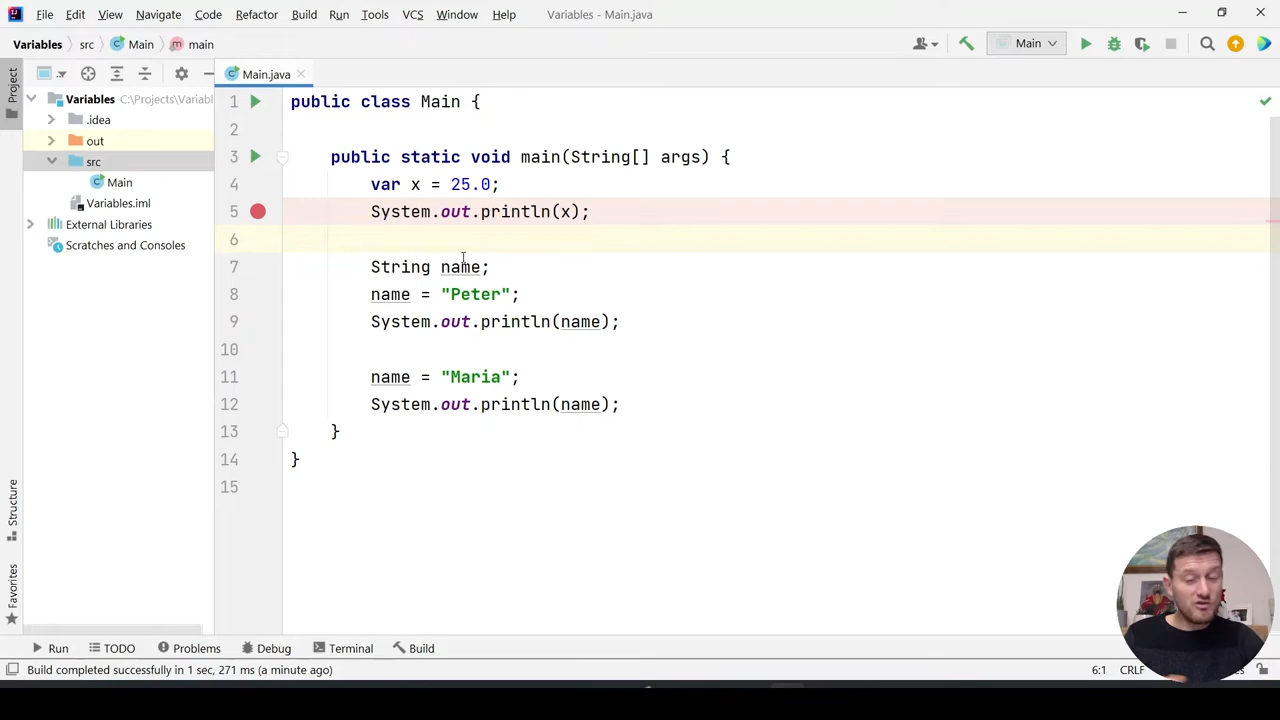 File Edit View Navigate Code Refactor Build Run Tools VCS Window Help Variables - Main.java
Variables src Main main Main
Project
Main.java
Variables C:\Projects\Variabl
.idea
out
src
Main
Variables.iml
External Libraries
Scratches and Consoles
1 public class Main {
2
3 public static void main(String[] args) {
4 var x = 25.0;
5 System.out.println(x);
6
7 String name;
8 name = "Peter";
9 System.out.println(name);
10
11 name = "Maria";
12 System.out.println(name);
13 }
14 }
15
Structure
Favorites
Run TODO Problems Debug Terminal Build
Build completed successfully in 1 sec, 271 ms (a minute ago) 6:1 CRLF